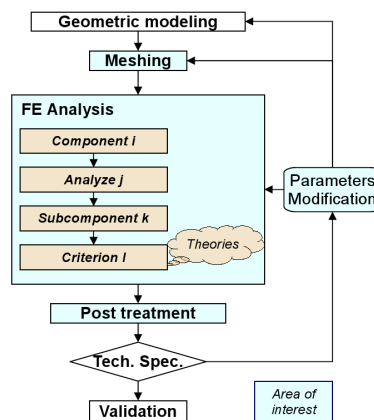 Geometric modeling
Meshing
FE Analysis
Component i
Analyze j
Subcomponent k
Criterion l
Theories
Parameters
Modification
Post treatment
Tech. Spec.
Validation
Area of
interest